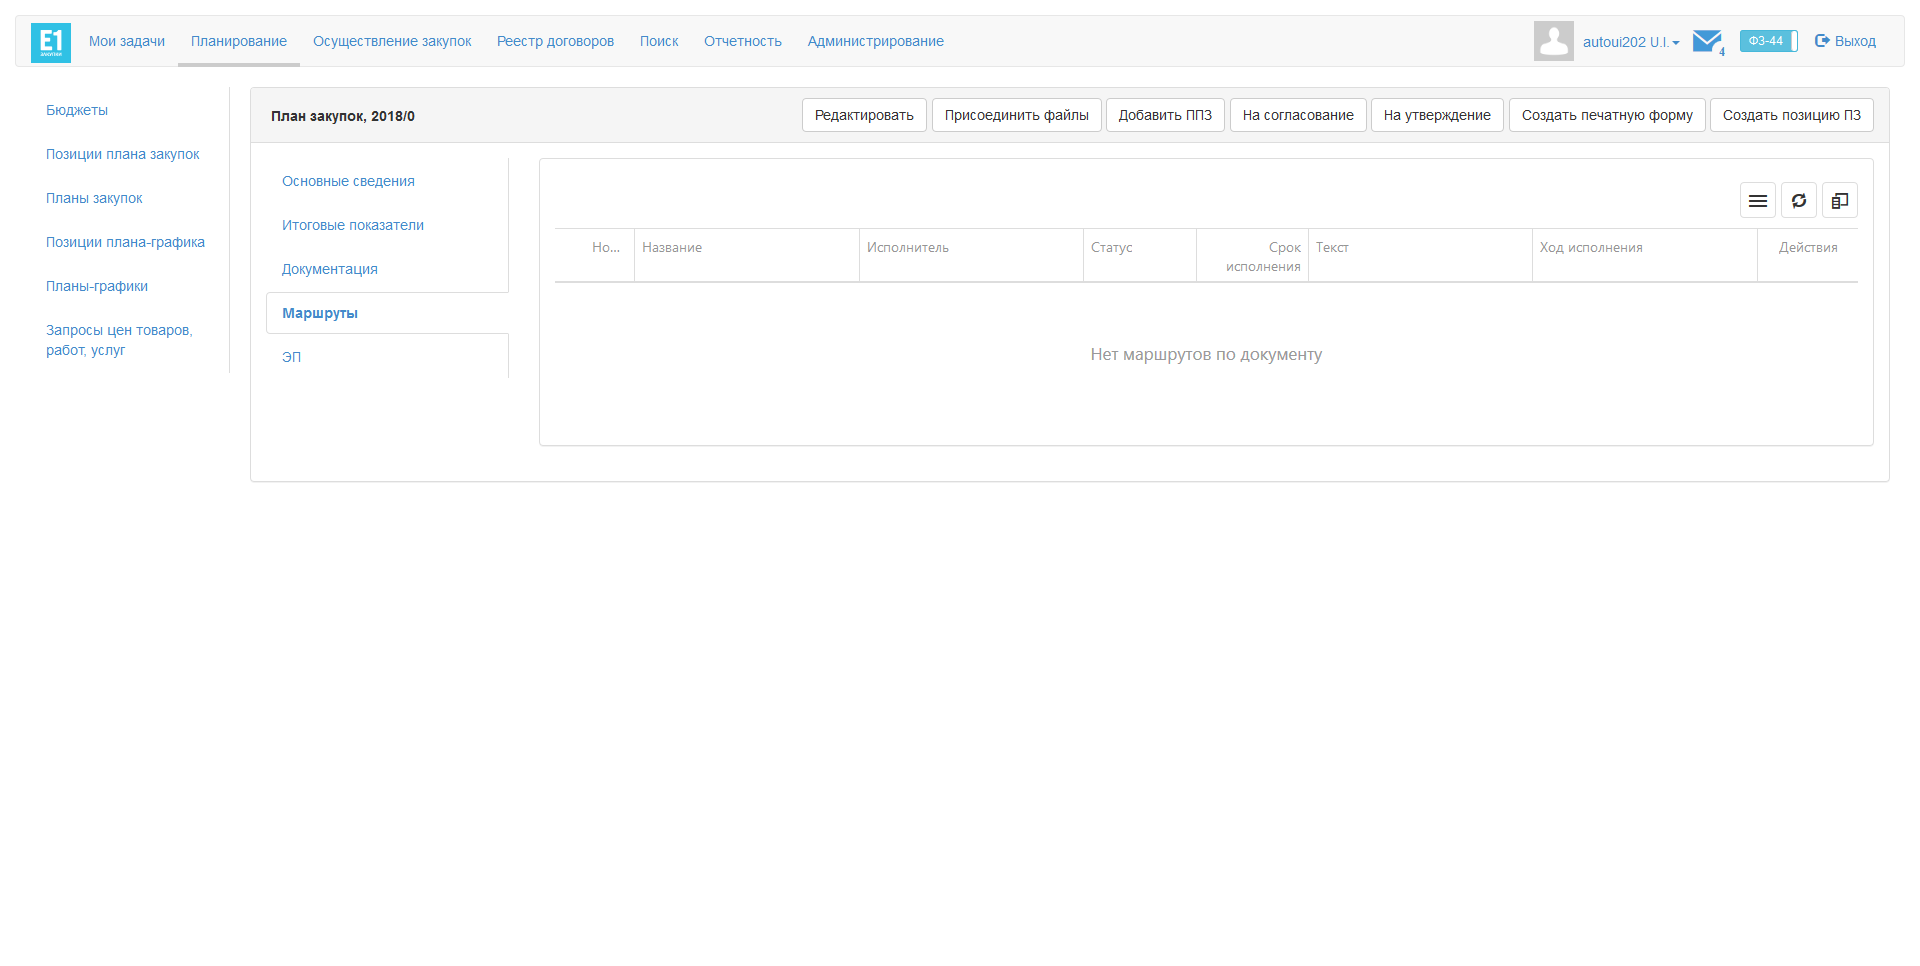 E1
ЗАКУПКИ
Мои задачи
Планирование
Осуществление закупок
Реестр договоров
Поиск
Отчетность
Администрирование
autoui202 U.I.
4
ФЗ-44
Выход
Бюджеты
Позиции плана закупок
Планы закупок
Позиции плана-графика
Планы-графики
Запросы цен товаров,
работ, услуг
План закупок, 2018/0
Редактировать
Присоединить файлы
Добавить ППЗ
На согласование
На утверждение
Создать печатную форму
Создать позицию ПЗ
Основные сведения
Итоговые показатели
Документация
Маршруты
ЭП
Но...
Название
Исполнитель
Статус
Срок
исполнения
Текст
Ход исполнения
Действия
Нет маршрутов по документу